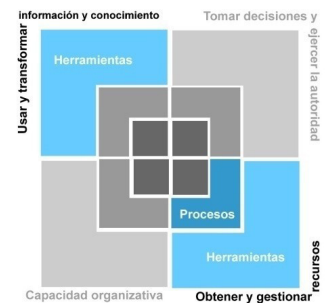 información y conocimiento
Tomar decisiones y
ejercer la autoridad
Usar y transformar
Herramientas
Procesos
Herramientas
Capacidad organizativa
Obtener y gestionar
recursos